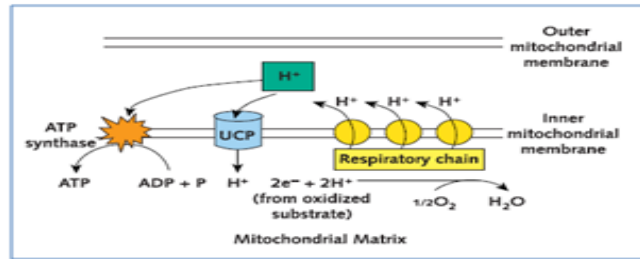 Outer
mitochondrial
membrane
H⁺
H⁺ H⁺ H⁺
ATP
synthase
UCP
Inner
mitochondrial
membrane
Respiratory chain
ATP ADP + P H⁺ 2e⁻ + 2H⁺
(from oxidized
substrate)
1/2O₂ H₂O
Mitochondrial Matrix